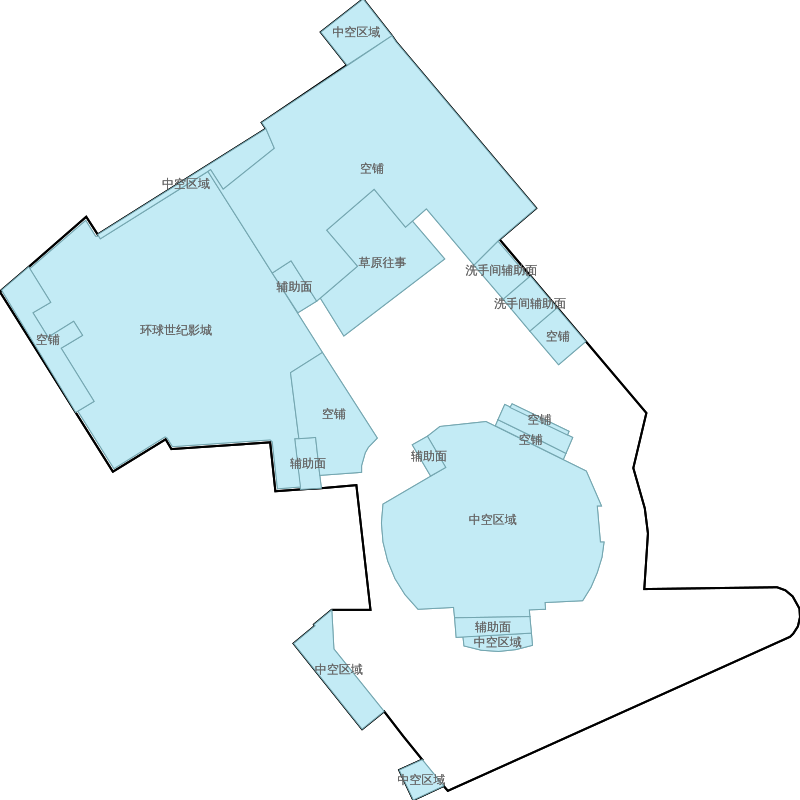 中空区域
空铺
中空区域
草原往事
洗手间辅助面
辅助面
洗手间辅助面
环球世纪影城
空铺
空铺
空铺
空铺
空铺
辅助面
辅助面
中空区域
辅助面
中空区域
中空区域
中空区域